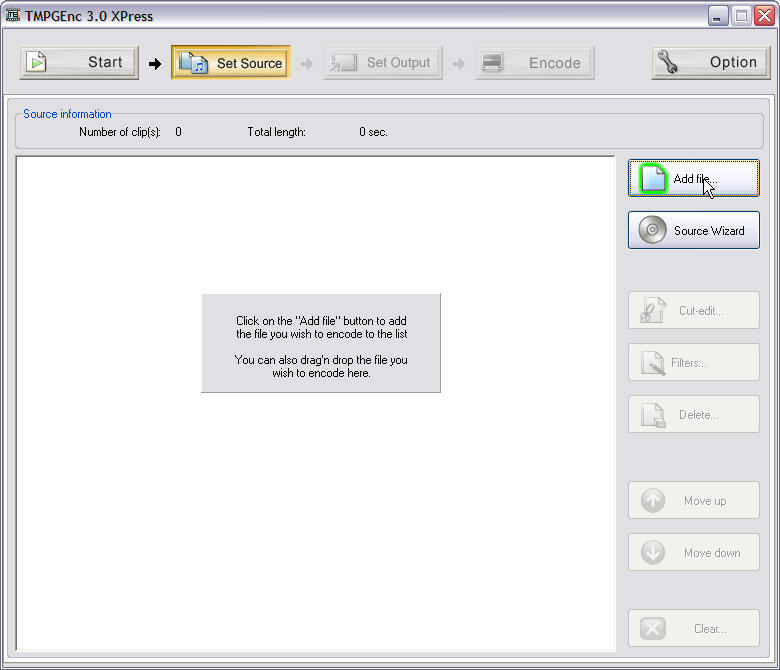 TMPGEnc 3.0 XPress
Start
Set Source
Set Output
Encode
Option
Source information
Number of clip(s): 0 Total length: 0 sec.
Add file...
Source Wizard
Click on the "Add file" button to add
the file you wish to encode to the list
You can also drag'n drop the file you
wish to encode here.
Cut-edit...
Filters...
Delete...
Move up
Move down
Clear...